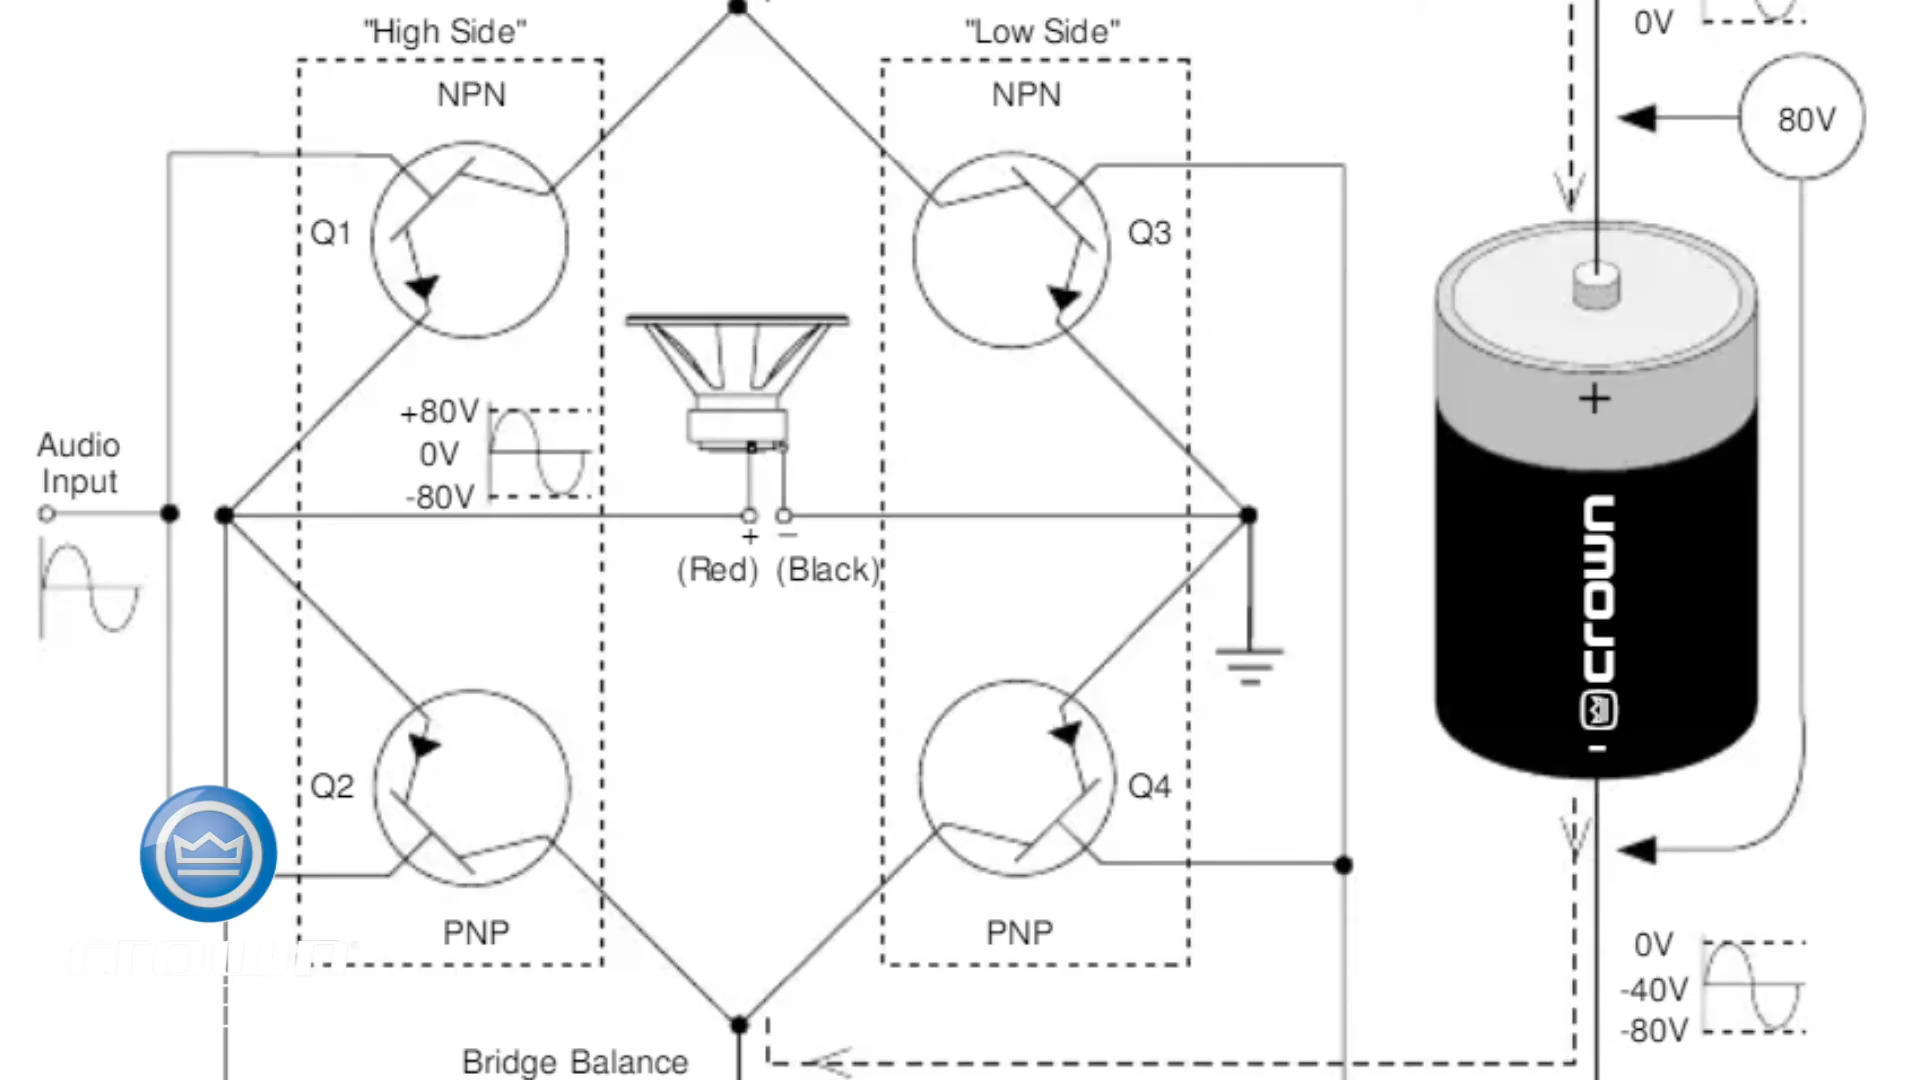 "High Side"
"Low Side"
0V
NPN
NPN
80V
Q1
Q3
+
+80V
0V
-80V
Audio
Input
+ −
(Red) (Black)
crown
-
Q2
Q4
PNP
PNP
crown
0V
-40V
-80V
Bridge Balance